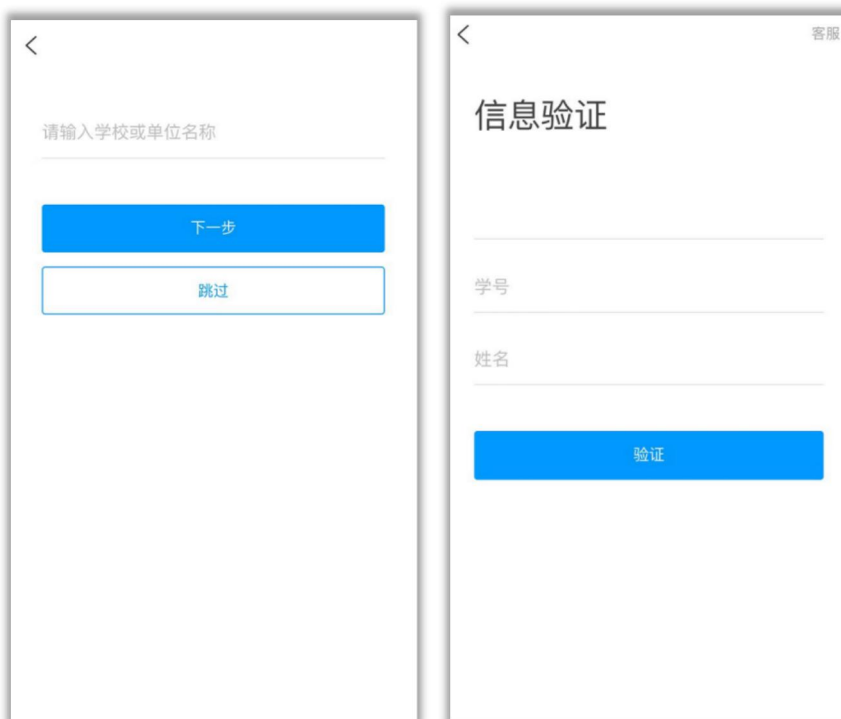 请输入学校或单位名称
下一步
跳过
客服
信息验证
学号
姓名
验证